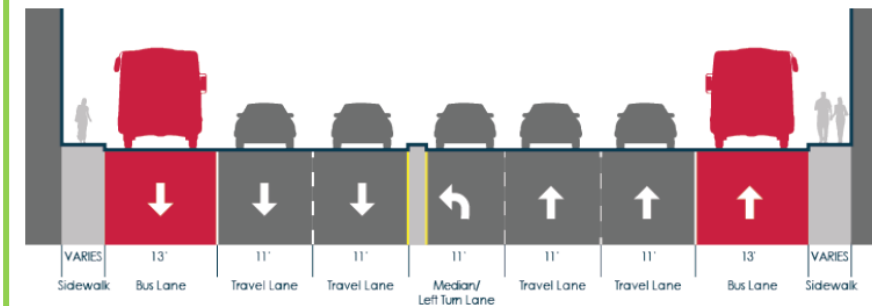 VARIES 13' 11' 11' 11' 11' 11' 13' VARIES
Sidewalk Bus Lane Travel Lane Travel Lane Median/ Travel Lane Travel Lane Bus Lane Sidewalk
Left Turn Lane